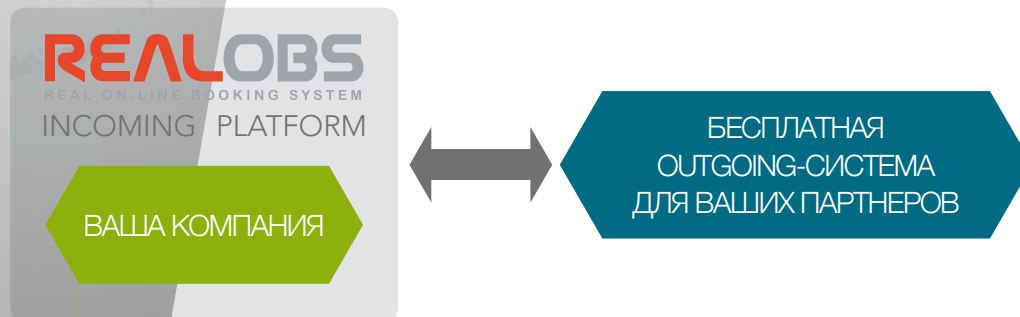 REALOBS
REAL ON-LINE BOOKING SYSTEM
INCOMING PLATFORM
ВАША КОМПАНИЯ
БЕСПЛАТНАЯ
OUTGOING-СИСТЕМА
ДЛЯ ВАШИХ ПАРТНЕРОВ